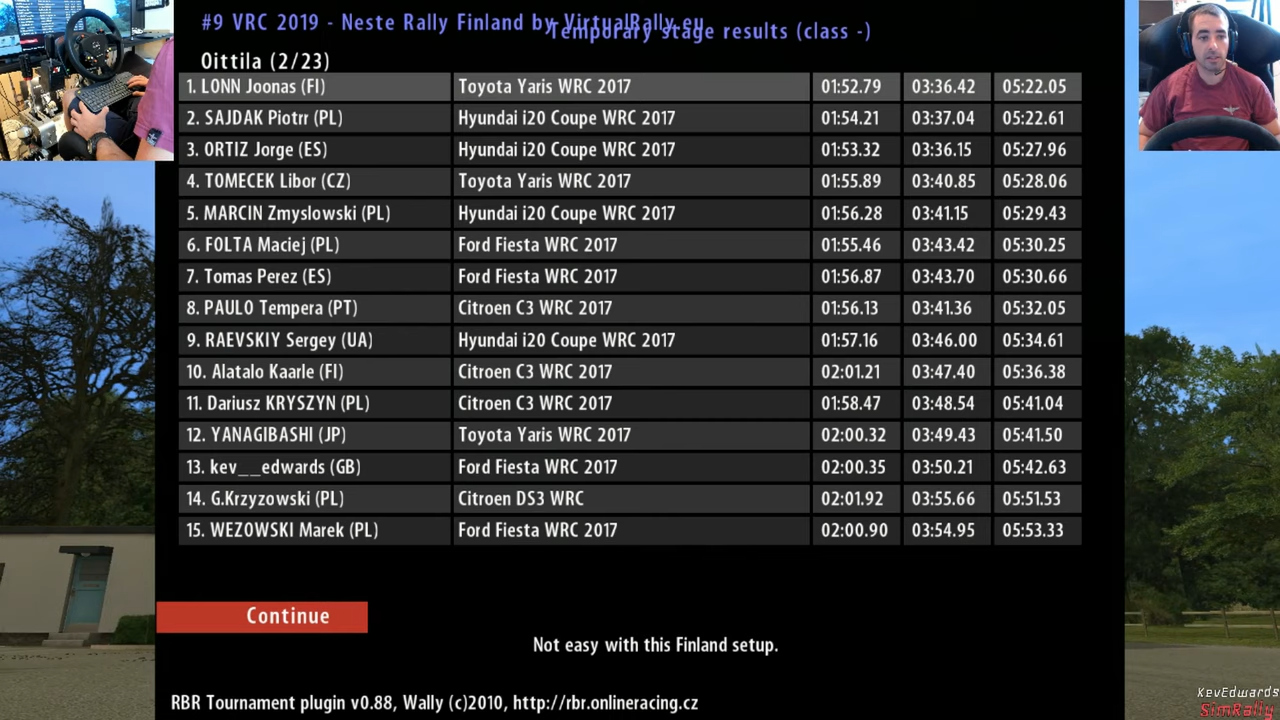 #9 VRC 2019 - Neste Rally Finland by VirtualRally.eu
Temporary stage results (class -)
Oittila (2/23)
1. LONN Joonas (FI) Toyota Yaris WRC 2017 01:52.79 03:36.42 05:22.05
2. SAJDAK Piotrr (PL) Hyundai i20 Coupe WRC 2017 01:54.21 03:37.04 05:22.61
3. ORTIZ Jorge (ES) Hyundai i20 Coupe WRC 2017 01:53.32 03:36.15 05:27.96
4. TOMECEK Libor (CZ) Toyota Yaris WRC 2017 01:55.89 03:40.85 05:28.06
5. MARCIN Zmyslowski (PL) Hyundai i20 Coupe WRC 2017 01:56.28 03:41.15 05:29.43
6. FOLTA Maciej (PL) Ford Fiesta WRC 2017 01:55.46 03:43.42 05:30.25
7. Tomas Perez (ES) Ford Fiesta WRC 2017 01:56.87 03:43.70 05:30.66
8. PAULO Tempera (PT) Citroen C3 WRC 2017 01:56.13 03:41.36 05:32.05
9. RAEVSKIY Sergey (UA) Hyundai i20 Coupe WRC 2017 01:57.16 03:46.00 05:34.61
10. Alatalo Kaarle (FI) Citroen C3 WRC 2017 02:01.21 03:47.40 05:36.38
11. Dariusz KRYSZYN (PL) Citroen C3 WRC 2017 01:58.47 03:48.54 05:41.04
12. YANAGIBASHI (JP) Toyota Yaris WRC 2017 02:00.32 03:49.43 05:41.50
13. kev__edwards (GB) Ford Fiesta WRC 2017 02:00.35 03:50.21 05:42.63
14. G.Krzyzowski (PL) Citroen DS3 WRC 02:01.92 03:55.66 05:51.53
15. WEZOWSKI Marek (PL) Ford Fiesta WRC 2017 02:00.90 03:54.95 05:53.33
Continue
Not easy with this Finland setup.
RBR Tournament plugin v0.88, Wally (c)2010, http://rbr.onlineracing.cz
KevEdwards
SimRally